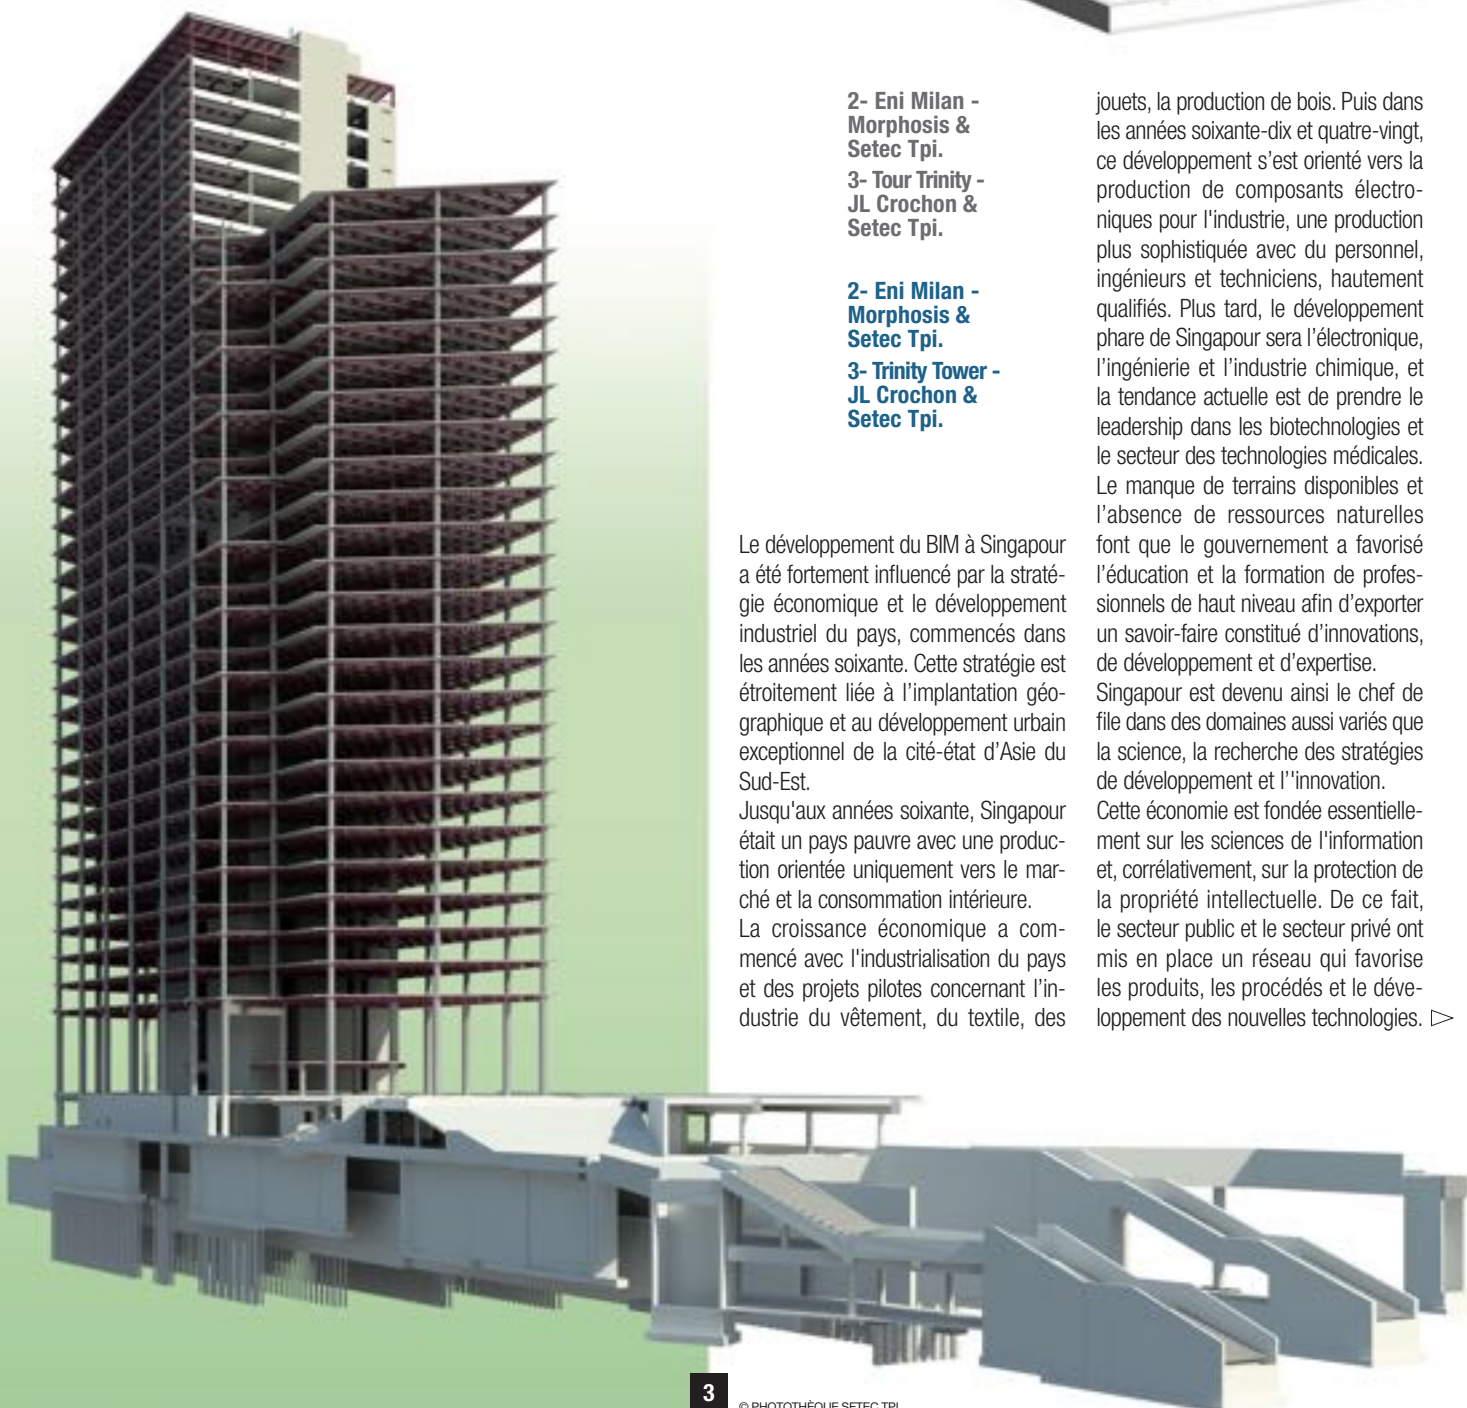 2- Eni Milan -
Morphosis &
Setec Tpi.
3- Tour Trinity -
JL Crochon &
Setec Tpi.
2- Eni Milan -
Morphosis &
Setec Tpi.
3- Trinity Tower -
JL Crochon &
Setec Tpi.
Le développement du BIM à Singapour
a été fortement influencé par la straté-
gie économique et le développement
industriel du pays, commencés dans
les années soixante. Cette stratégie est
étroitement liée à l’implantation géo-
graphique et au développement urbain
exceptionnel de la cité-état d’Asie du
Sud-Est.
Jusqu'aux années soixante, Singapour
était un pays pauvre avec une produc-
tion orientée uniquement vers le mar-
ché et la consommation intérieure.
La croissance économique a com-
mencé avec l'industrialisation du pays
et des projets pilotes concernant l’in-
dustrie du vêtement, du textile, des
jouets, la production de bois. Puis dans
les années soixante-dix et quatre-vingt,
ce développement s’est orienté vers la
production de composants électro-
niques pour l'industrie, une production
plus sophistiquée avec du personnel,
ingénieurs et techniciens, hautement
qualifiés. Plus tard, le développement
phare de Singapour sera l’électronique,
l’ingénierie et l’industrie chimique, et
la tendance actuelle est de prendre le
leadership dans les biotechnologies et
le secteur des technologies médicales.
Le manque de terrains disponibles et
l’absence de ressources naturelles
font que le gouvernement a favorisé
l’éducation et la formation de profes-
sionnels de haut niveau afin d’exporter
un savoir-faire constitué d’innovations,
de développement et d’expertise.
Singapour est devenu ainsi le chef de
file dans des domaines aussi variés que
la science, la recherche des stratégies
de développement et l’'innovation.
Cette économie est fondée essentielle-
ment sur les sciences de l'information
et, corrélativement, sur la protection de
la propriété intellectuelle. De ce fait,
le secteur public et le secteur privé ont
mis en place un réseau qui favorise
les produits, les procédés et le déve-
loppement des nouvelles technologies. ▷
3
© PHOTOTHÈQUE SETEC TPI